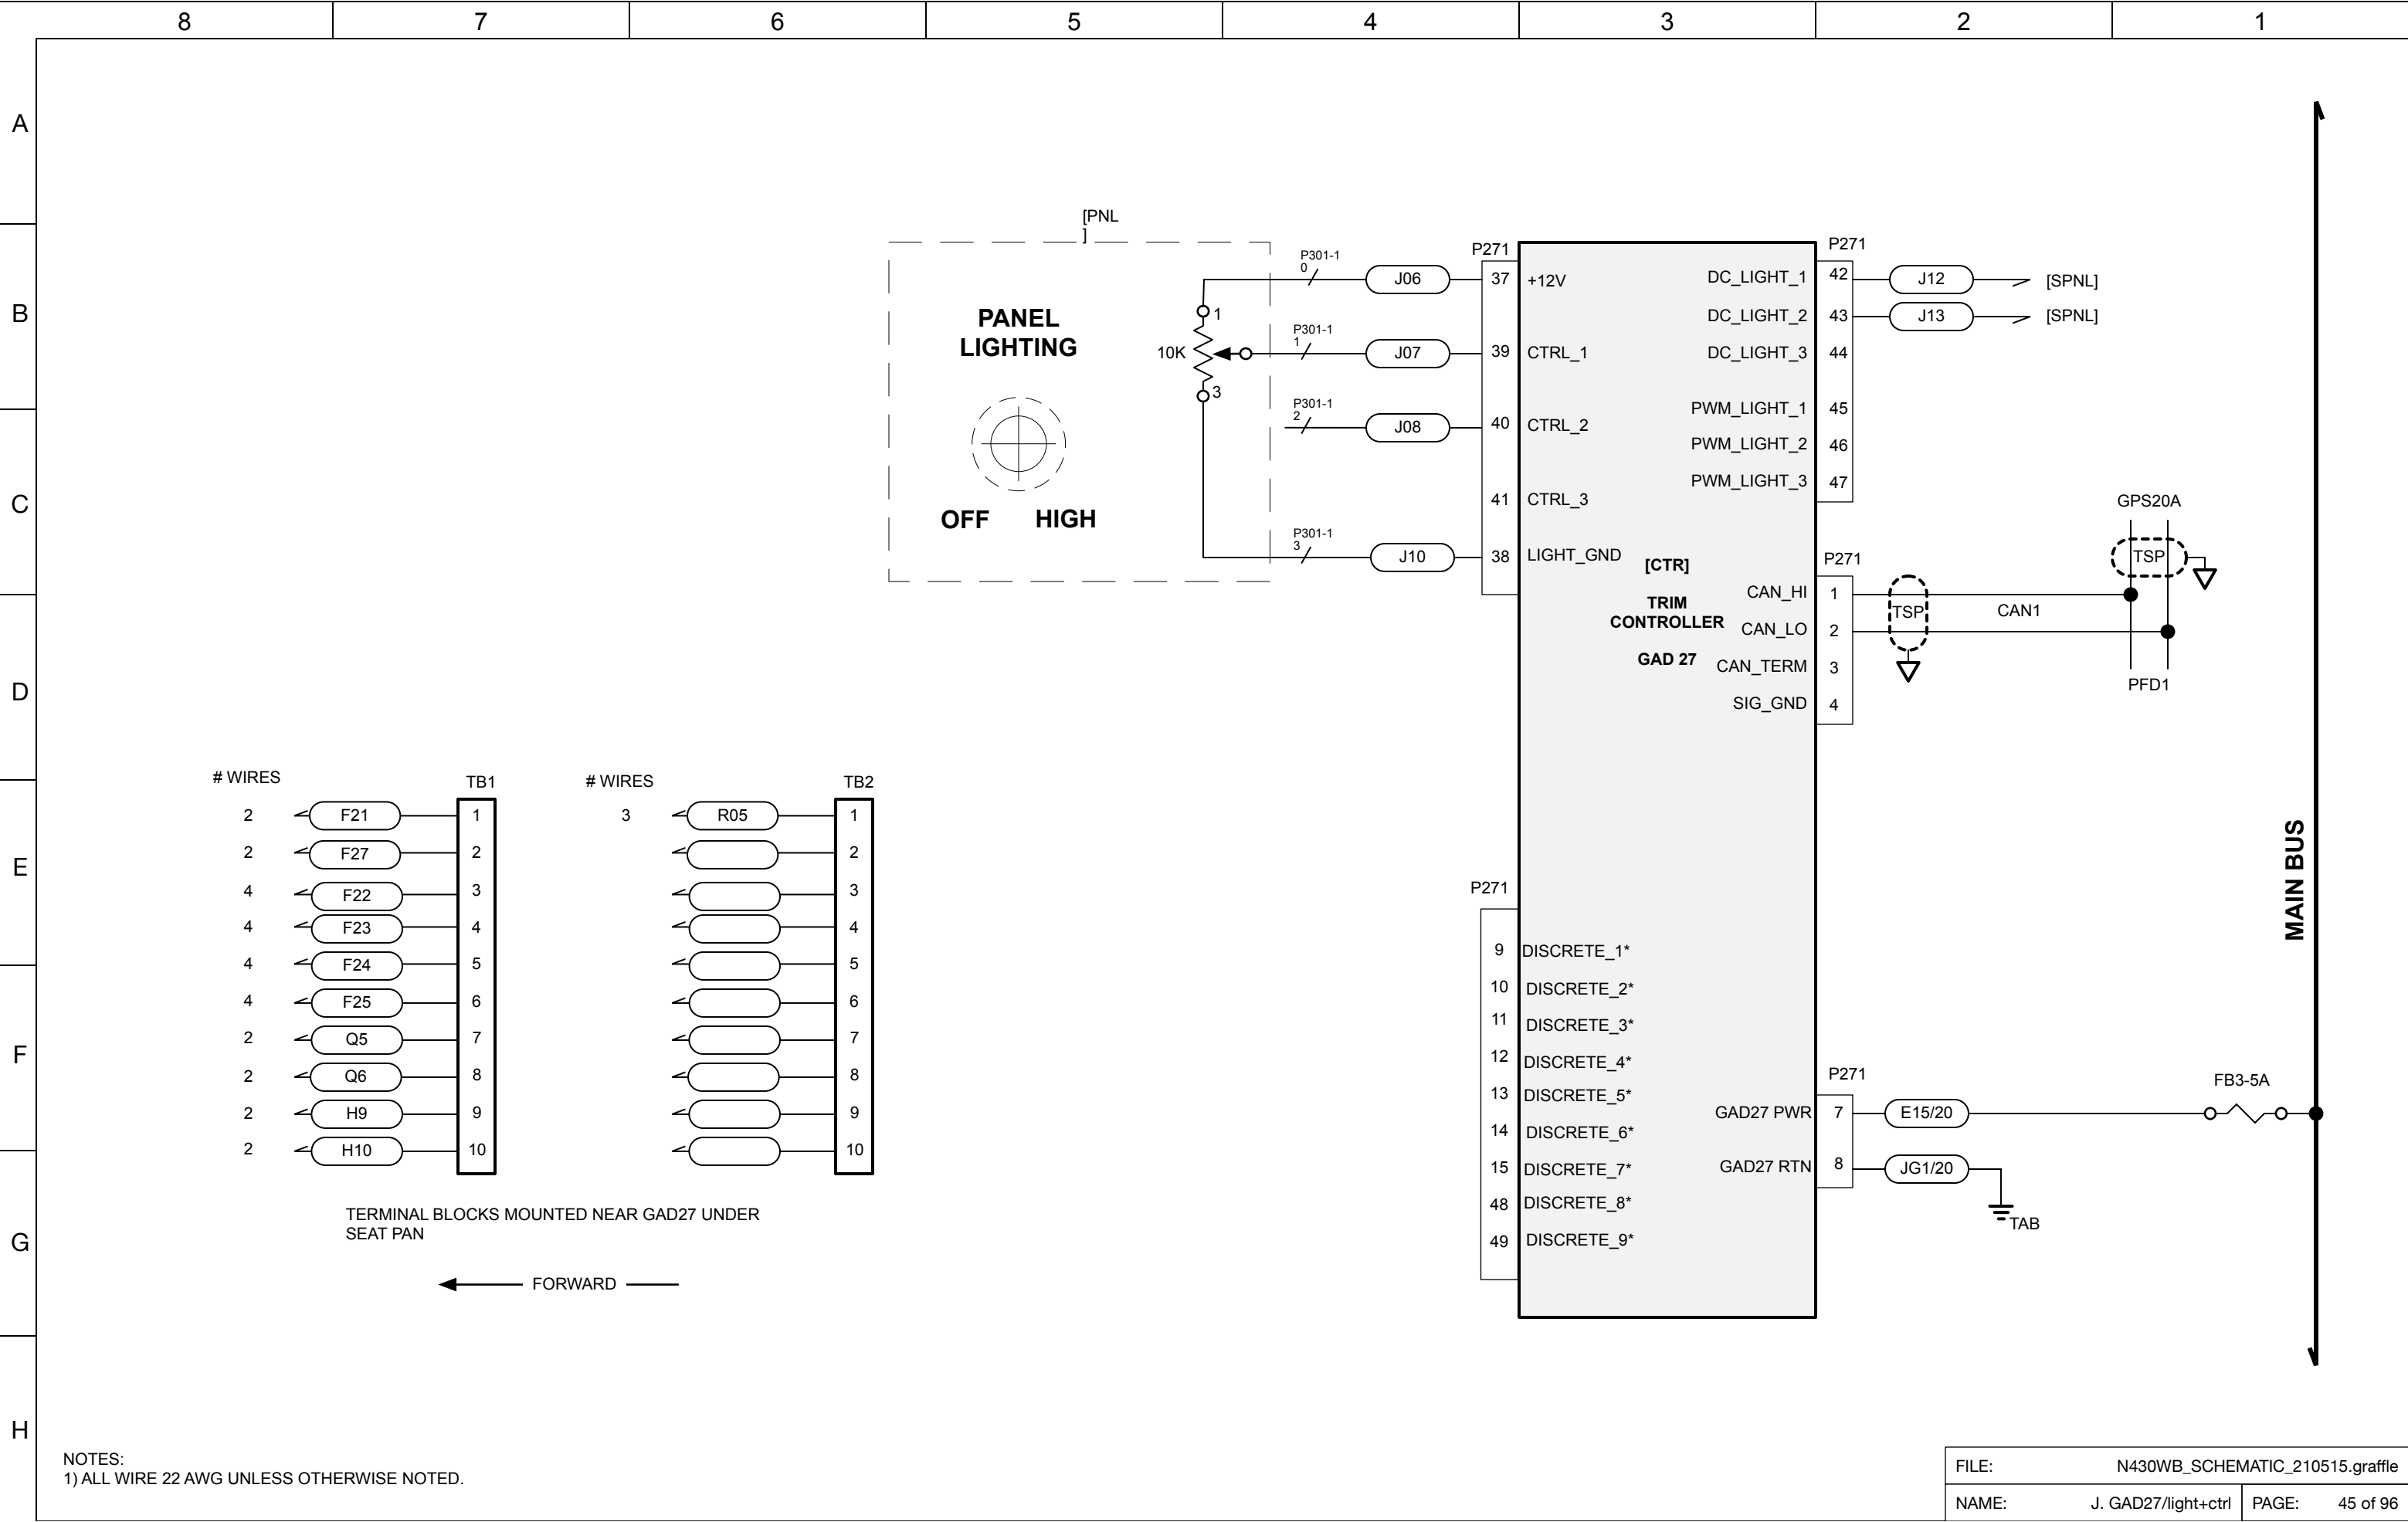 8 7 6 5 4 3 2 1
A
B
C
D
E
F
G
H
[PNL
]
PANEL
LIGHTING
OFF HIGH
10K
1
3
P301-1
0
J06
P301-1
1
J07
P301-1
2
J08
P301-1
3
J10
P271
37 +12V
39 CTRL_1
40 CTRL_2
41 CTRL_3
38 LIGHT_GND
[CTR]
TRIM
CONTROLLER
GAD 27
P271
DC_LIGHT_1 42 J12 [SPNL]
DC_LIGHT_2 43 J13 [SPNL]
DC_LIGHT_3 44
PWM_LIGHT_1 45
PWM_LIGHT_2 46
PWM_LIGHT_3 47
P271
CAN_HI 1
CAN_LO 2
CAN_TERM 3
SIG_GND 4
TSP
CAN1
GPS20A
TSP
PFD1
MAIN BUS
# WIRES TB1
2 F21 1
2 F27 2
4 F22 3
4 F23 4
4 F24 5
4 F25 6
2 Q5 7
2 Q6 8
2 H9 9
2 H10 10
# WIRES TB2
3 R05 1
2
3
4
5
6
7
8
9
10
TERMINAL BLOCKS MOUNTED NEAR GAD27 UNDER
SEAT PAN
FORWARD
P271
9 DISCRETE_1*
10 DISCRETE_2*
11 DISCRETE_3*
12 DISCRETE_4*
13 DISCRETE_5*
14 DISCRETE_6*
15 DISCRETE_7*
48 DISCRETE_8*
49 DISCRETE_9*
P271
GAD27 PWR 7 E15/20
GAD27 RTN 8 JG1/20
TAB
FB3-5A
NOTES:
1) ALL WIRE 22 AWG UNLESS OTHERWISE NOTED.
FILE: N430WB_SCHEMATIC_210515.graffle
NAME: J. GAD27/light+ctrl PAGE: 45 of 96